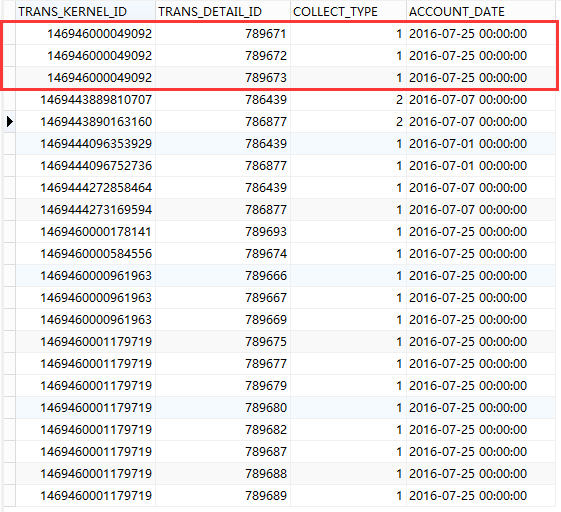 TRANS_KERNEL_ID TRANS_DETAIL_ID COLLECT_TYPE ACCOUNT_DATE
146946000049092 789671 1 2016-07-25 00:00:00
146946000049092 789672 1 2016-07-25 00:00:00
146946000049092 789673 1 2016-07-25 00:00:00
1469443889810707 786439 2 2016-07-07 00:00:00
1469443890163160 786877 2 2016-07-07 00:00:00
1469444096353929 786439 1 2016-07-01 00:00:00
1469444096752736 786877 1 2016-07-01 00:00:00
1469444272858464 786439 1 2016-07-07 00:00:00
1469444273169594 786877 1 2016-07-07 00:00:00
1469460000178141 789693 1 2016-07-25 00:00:00
1469460000584556 789674 1 2016-07-25 00:00:00
1469460000961963 789666 1 2016-07-25 00:00:00
1469460000961963 789667 1 2016-07-25 00:00:00
1469460000961963 789669 1 2016-07-25 00:00:00
1469460001179719 789675 1 2016-07-25 00:00:00
1469460001179719 789677 1 2016-07-25 00:00:00
1469460001179719 789679 1 2016-07-25 00:00:00
1469460001179719 789680 1 2016-07-25 00:00:00
1469460001179719 789682 1 2016-07-25 00:00:00
1469460001179719 789687 1 2016-07-25 00:00:00
1469460001179719 789688 1 2016-07-25 00:00:00
1469460001179719 789689 1 2016-07-25 00:00:00